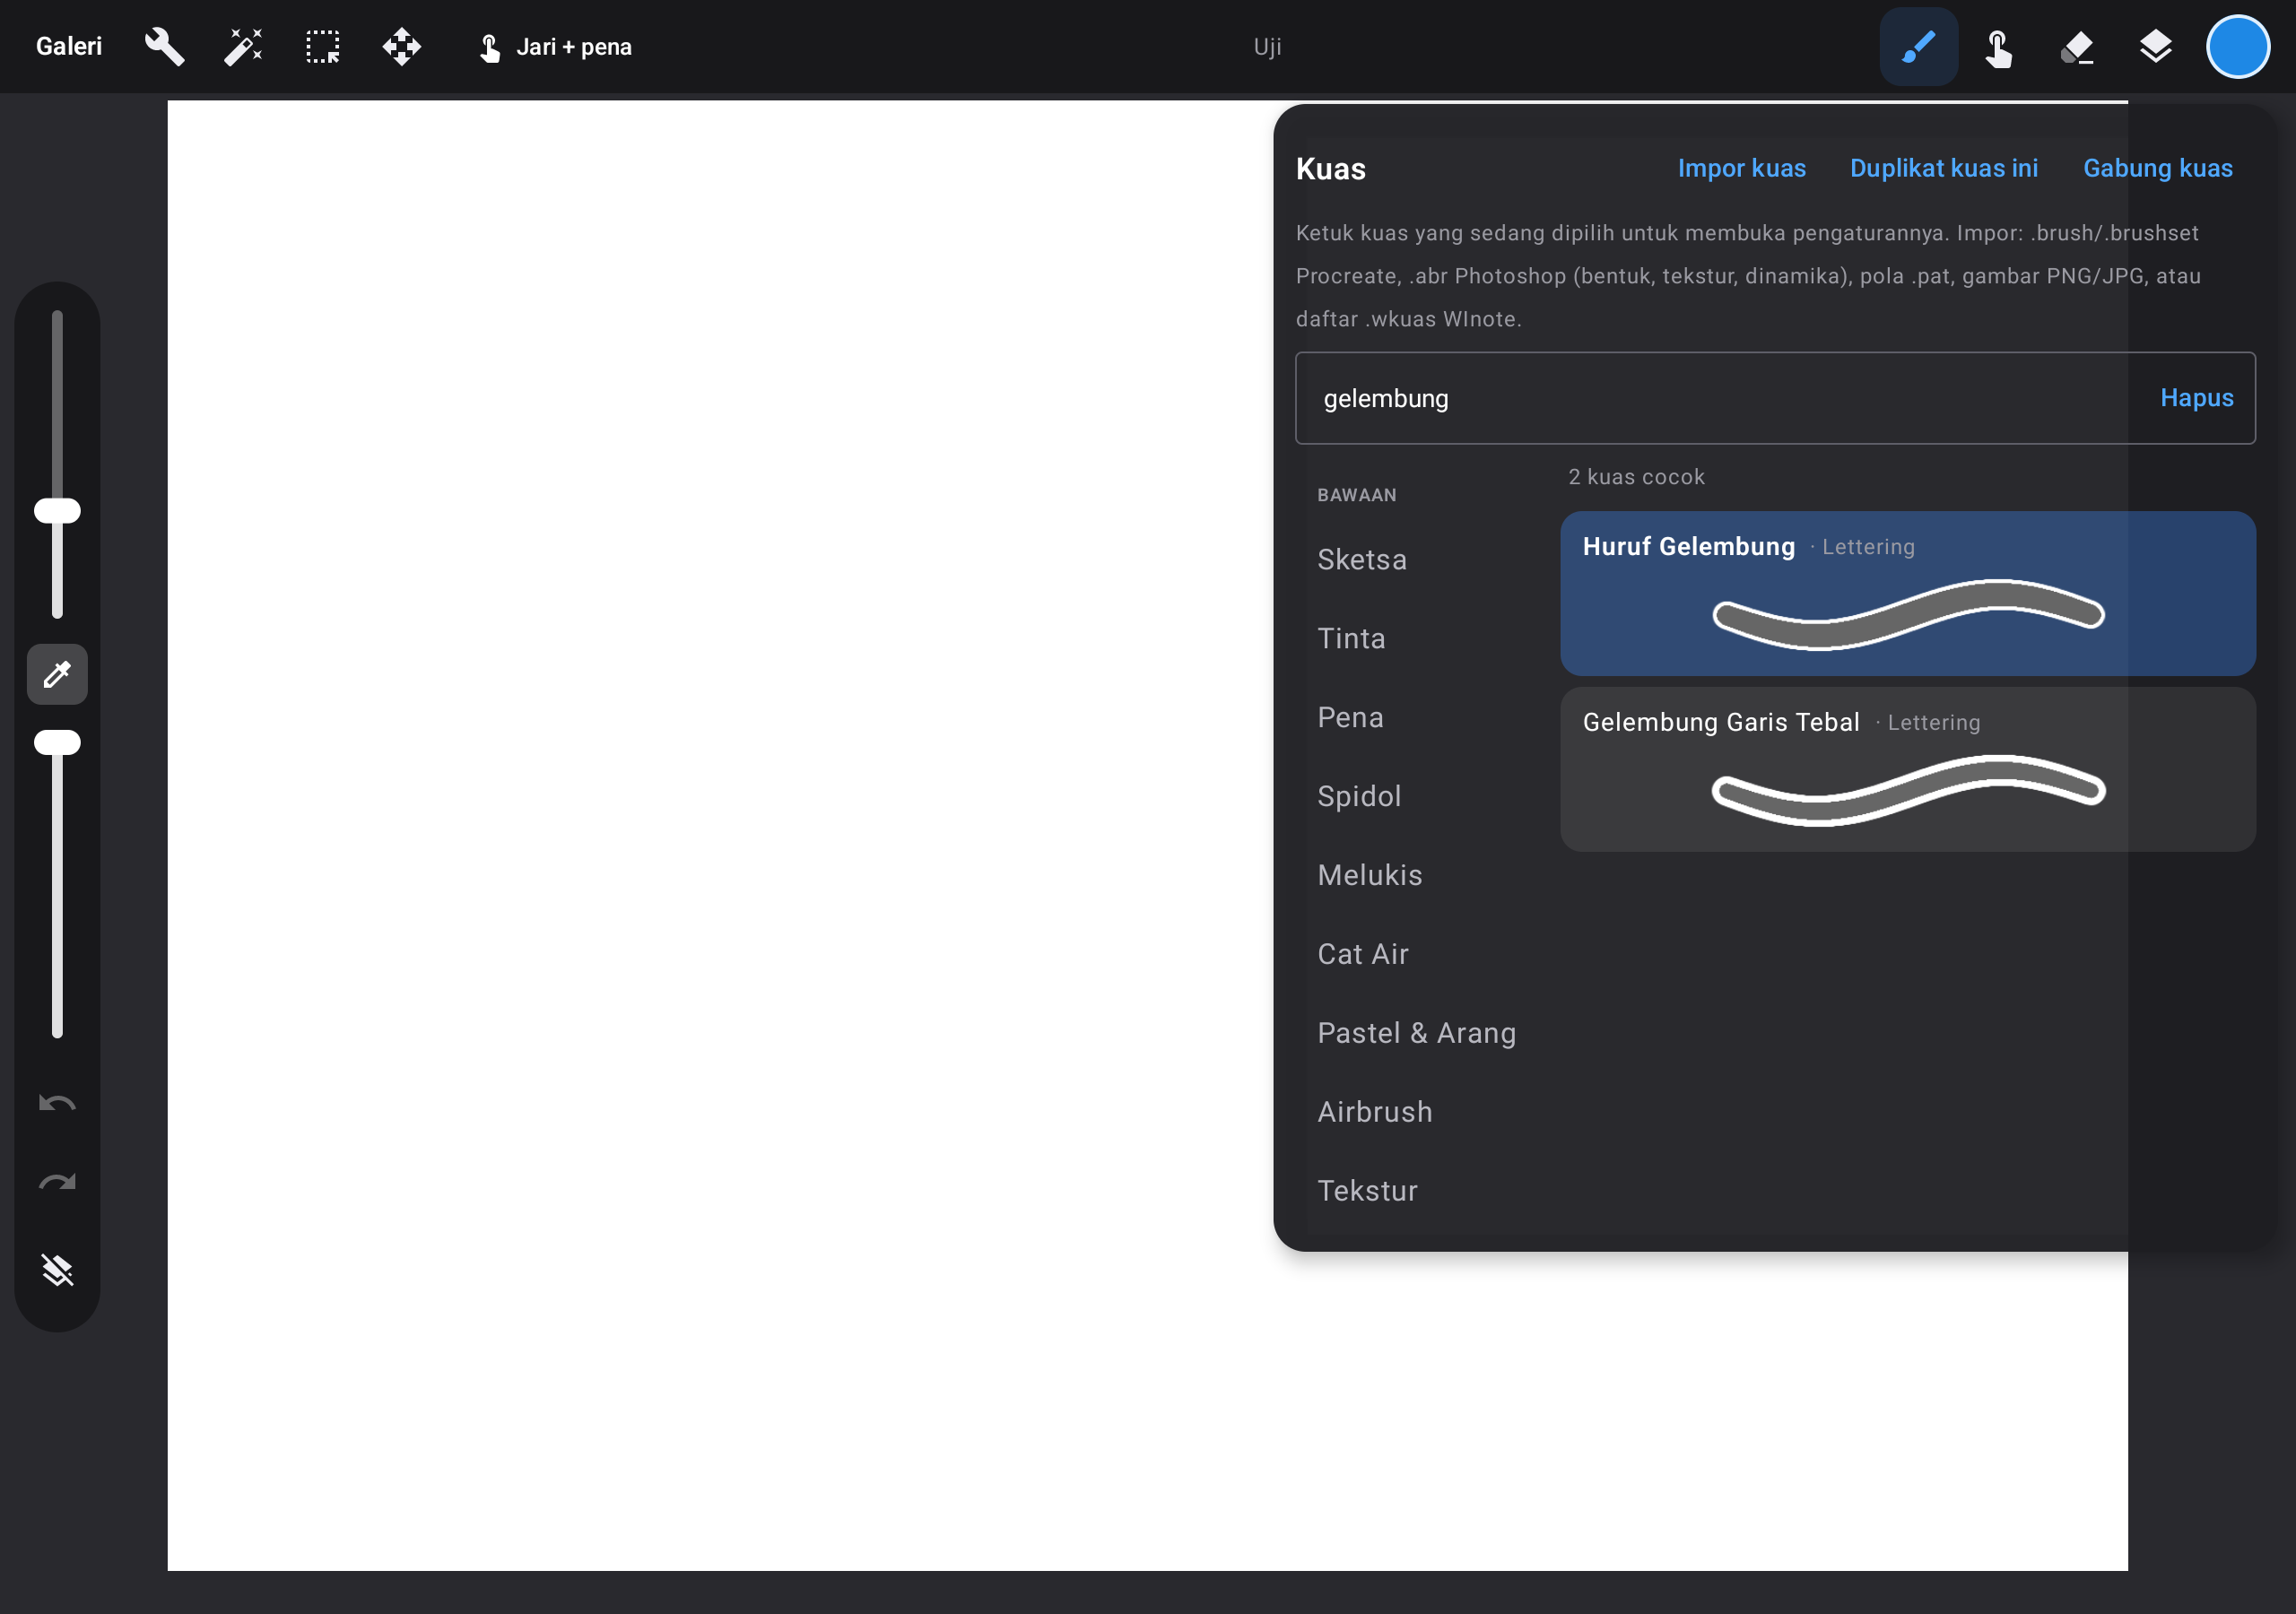 Galeri
Jari + pena
Uji
Kuas
Impor kuas
Duplikat kuas ini
Gabung kuas
Ketuk kuas yang sedang dipilih untuk membuka pengaturannya. Impor: .brush/.brushset
Procreate, .abr Photoshop (bentuk, tekstur, dinamika), pola .pat, gambar PNG/JPG, atau
daftar .wkuas WInote.
gelembung
Hapus
BAWAAN
Sketsa
Tinta
Pena
Spidol
Melukis
Cat Air
Pastel & Arang
Airbrush
Tekstur
2 kuas cocok
Huruf Gelembung · Lettering
Gelembung Garis Tebal · Lettering